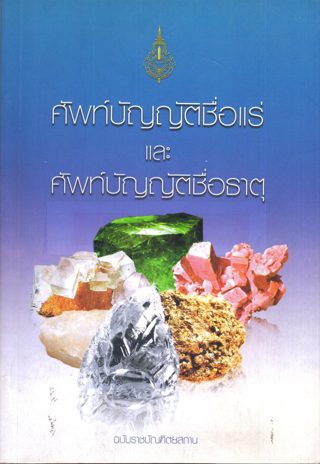 ศัพท์บัญญัติชื่อแร่
และ
ศัพท์บัญญัติชื่อธาตุ
ฉบับราชบัณฑิตยสถาน